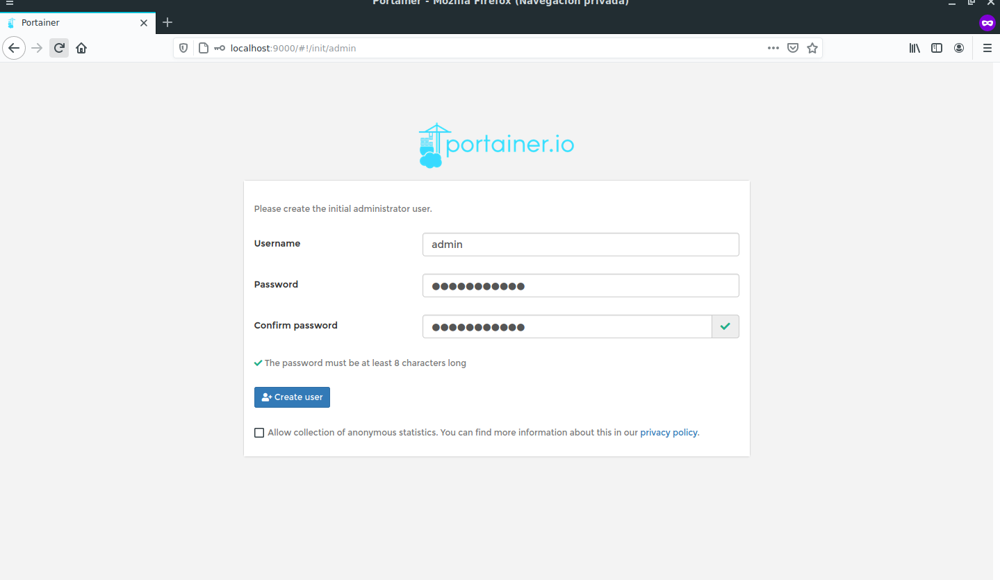 Portainer - Mozilla Firefox (Navegación privada)
Portainer
localhost:9000/#!/init/admin
portainer.io
Please create the initial administrator user.
Username
admin
Password
Confirm password
The password must be at least 8 characters long
Create user
Allow collection of anonymous statistics. You can find more information about this in our privacy policy.